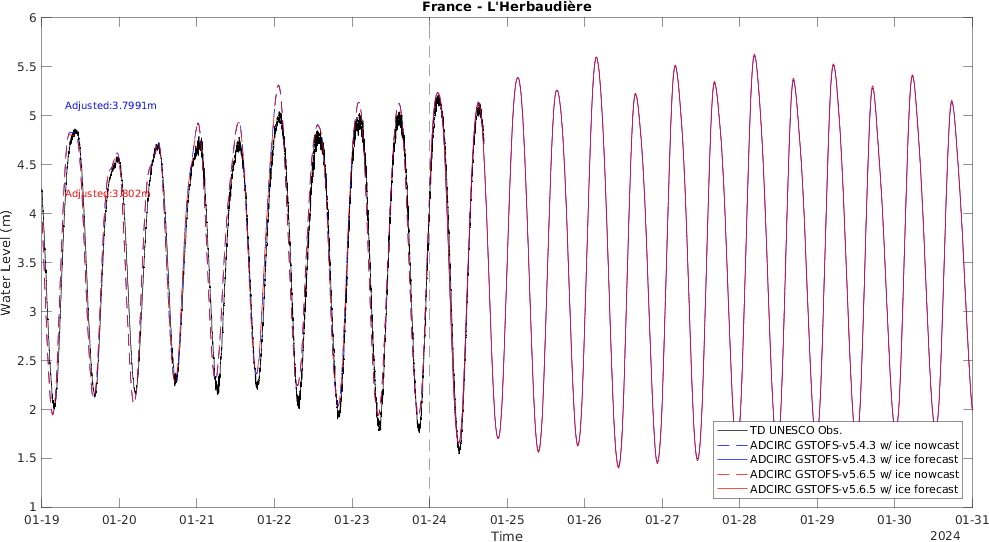 France - L'Herbaudière
6
5.5
5
4.5
4
3.5
3
2.5
2
1.5
1
Water Level (m)
Adjusted:3.7991m
Adjusted:3.802m
TD UNESCO Obs.
ADCIRC GSTOFS-v5.4.3 w/ ice nowcast
ADCIRC GSTOFS-v5.4.3 w/ ice forecast
ADCIRC GSTOFS-v5.6.5 w/ ice nowcast
ADCIRC GSTOFS-v5.6.5 w/ ice forecast
01-19 01-20 01-21 01-22 01-23 01-24 01-25 01-26 01-27 01-28 01-29 01-30 01-31
Time
2024